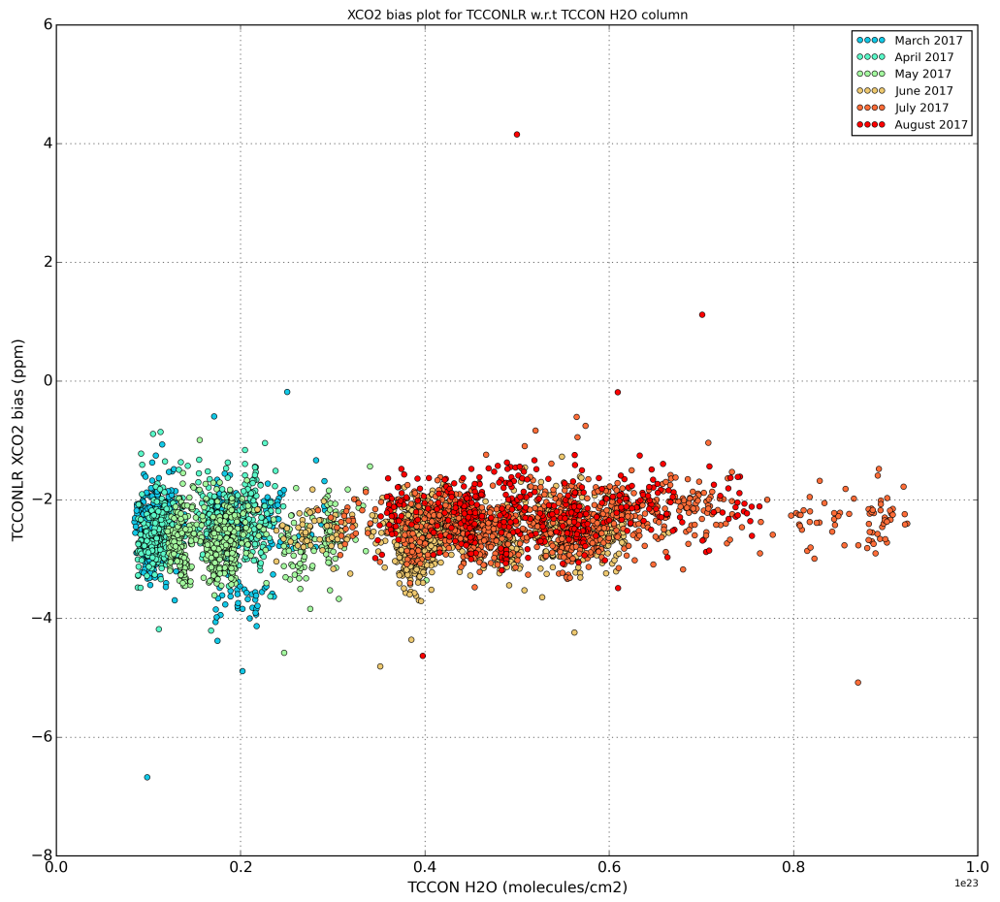 XCO2 bias plot for TCCONLR w.r.t TCCON H2O column
6
4
2
0
−2
−4
−6
−8
TCCONLR XCO2 bias (ppm)
March 2017
April 2017
May 2017
June 2017
July 2017
August 2017
0.0 0.2 0.4 0.6 0.8 1.0
TCCON H2O (molecules/cm2)
1e23